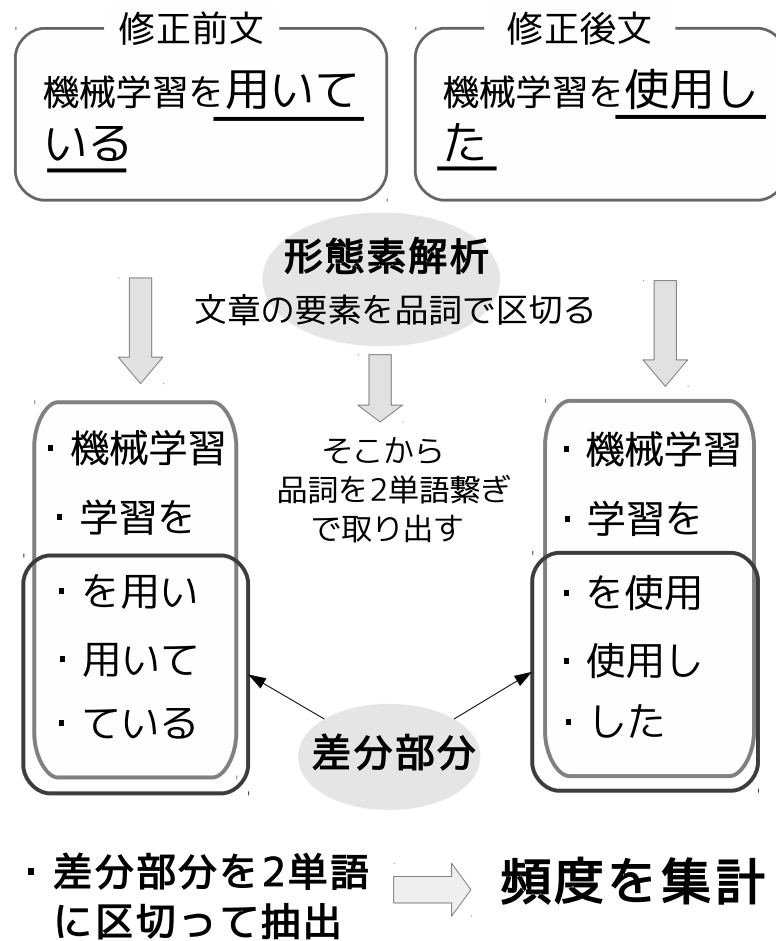 修正前文
機械学習を用いて
いる
修正後文
機械学習を使用し
た
形態素解析
文章の要素を品詞で区切る
・機械学習
・学習を
・を用い
・用いて
・ている
そこから
品詞を2単語繋ぎ
で取り出す
・機械学習
・学習を
・を使用
・使用し
・した
差分部分
・差分部分を2単語
に区切って抽出
頻度を集計